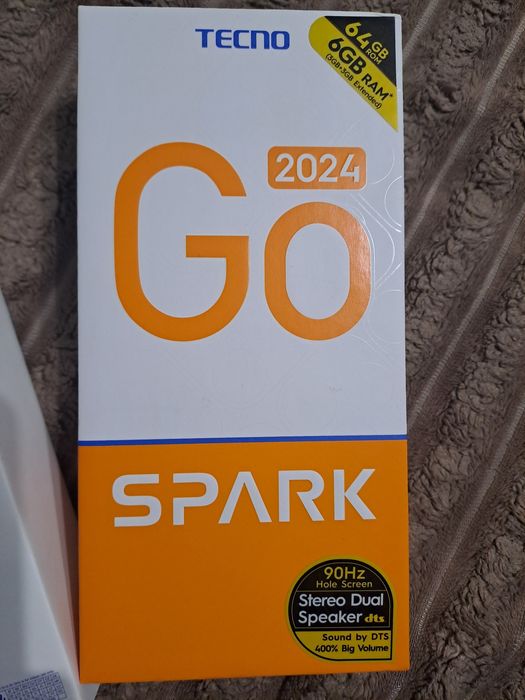 TECNO
64GB
ROM
6GB RAM*
(3GB+3GB Extended)
2024
Go
SPARK
90Hz
Hole Screen
Stereo Dual
Speaker dts
Sound by DTS
400% Big Volume